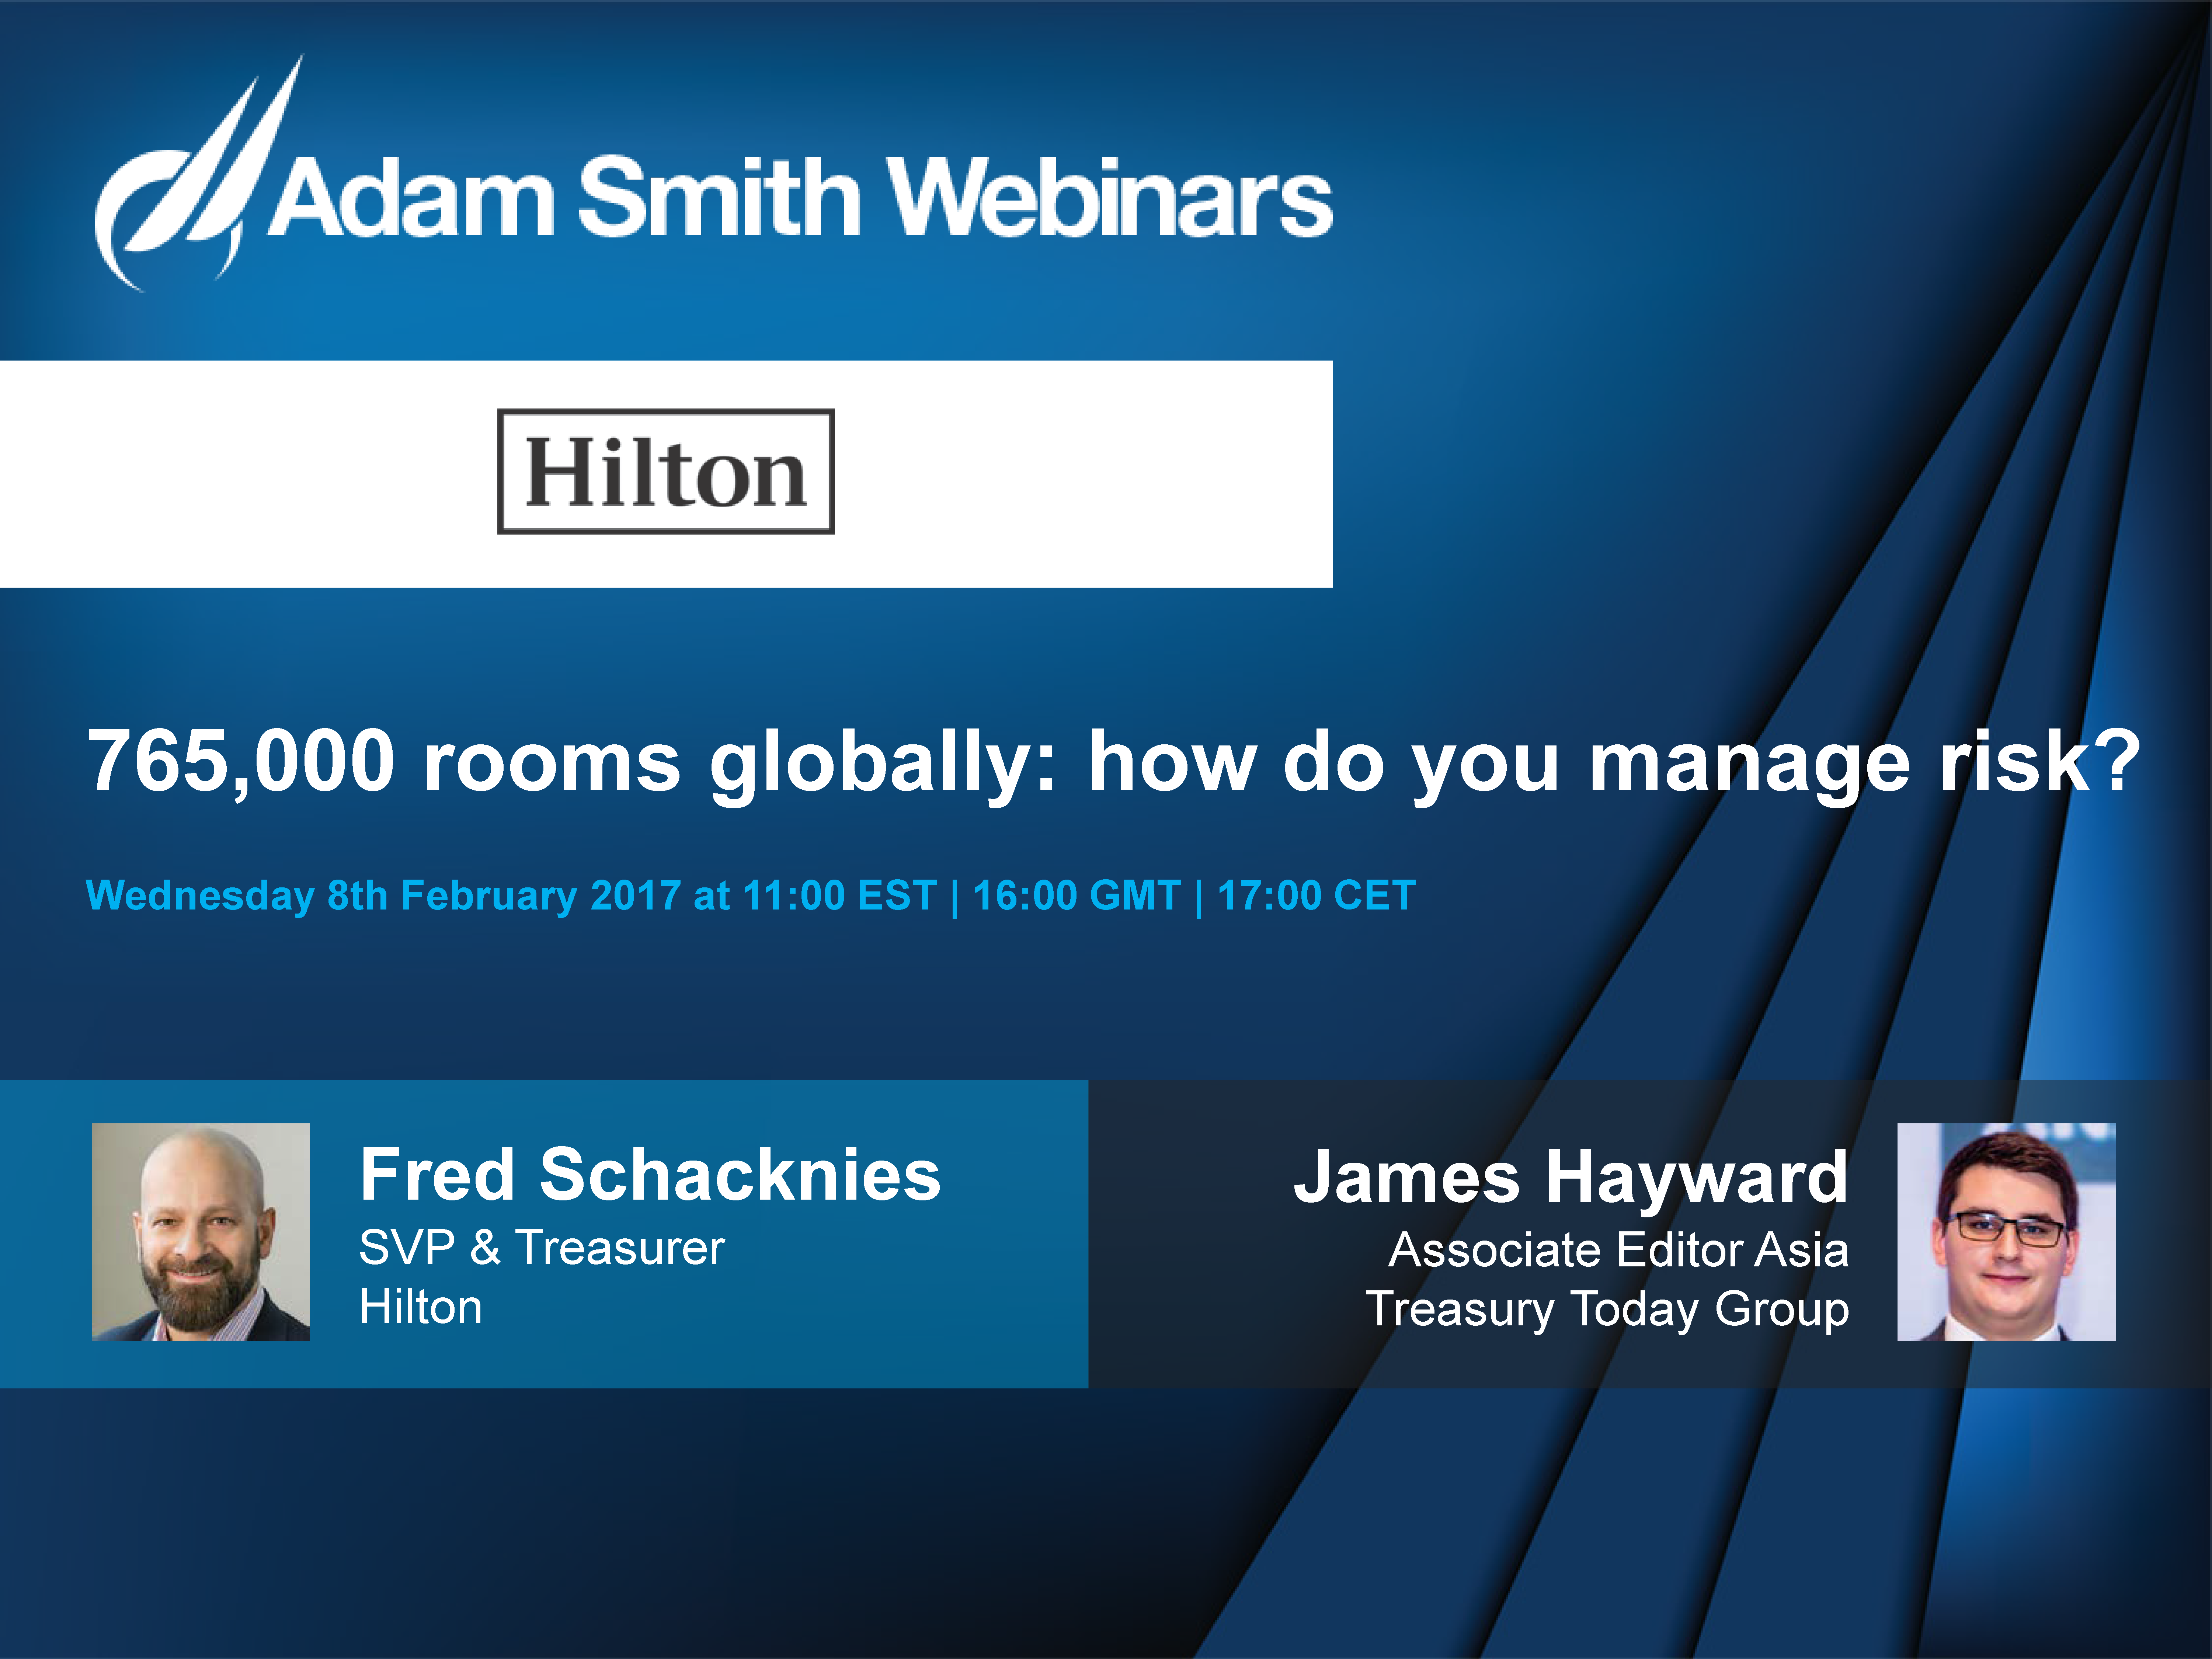 Adam Smith Webinars
Hilton
765,000 rooms globally: how do you manage risk?
Wednesday 8th February 2017 at 11:00 EST | 16:00 GMT | 17:00 CET
Fred Schacknies
SVP & Treasurer
Hilton
James Hayward
Associate Editor Asia
Treasury Today Group